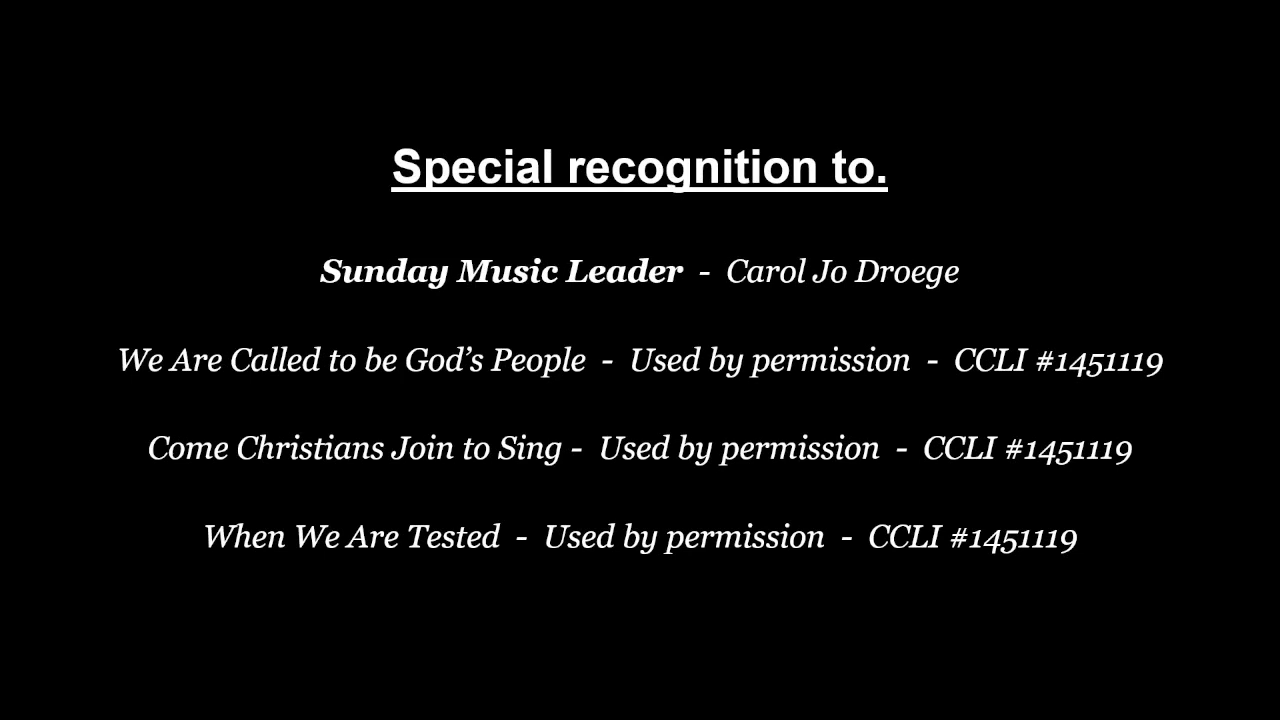 Special recognition to.
Sunday Music Leader - Carol Jo Droege
We Are Called to be God’s People - Used by permission - CCLI #1451119
Come Christians Join to Sing - Used by permission - CCLI #1451119
When We Are Tested - Used by permission - CCLI #1451119